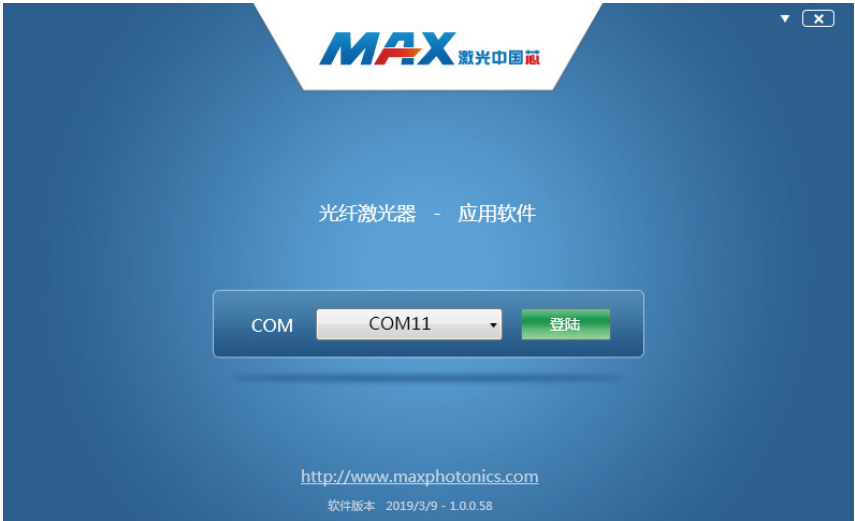 MAX 激光中国芯
光纤激光器 - 应用软件
COM COM11 登陆
http://www.maxphotonics.com
软件版本 2019/3/9 - 1.0.0.58